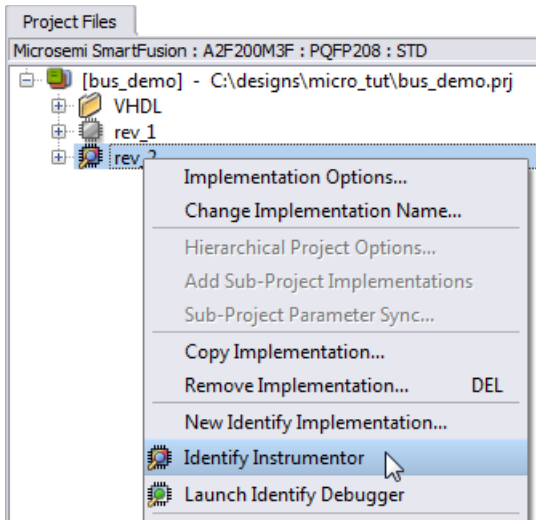 Project Files
Microsemi SmartFusion : A2F200M3F : PQFP208 : STD
[bus_demo] - C:\designs\micro_tut\bus_demo.prj
VHDL
rev_1
rev_2
Implementation Options...
Change Implementation Name...
Hierarchical Project Options...
Add Sub-Project Implementations
Sub-Project Parameter Sync...
Copy Implementation...
Remove Implementation... DEL
New Identify Implementation...
Identify Instrumentor
Launch Identify Debugger